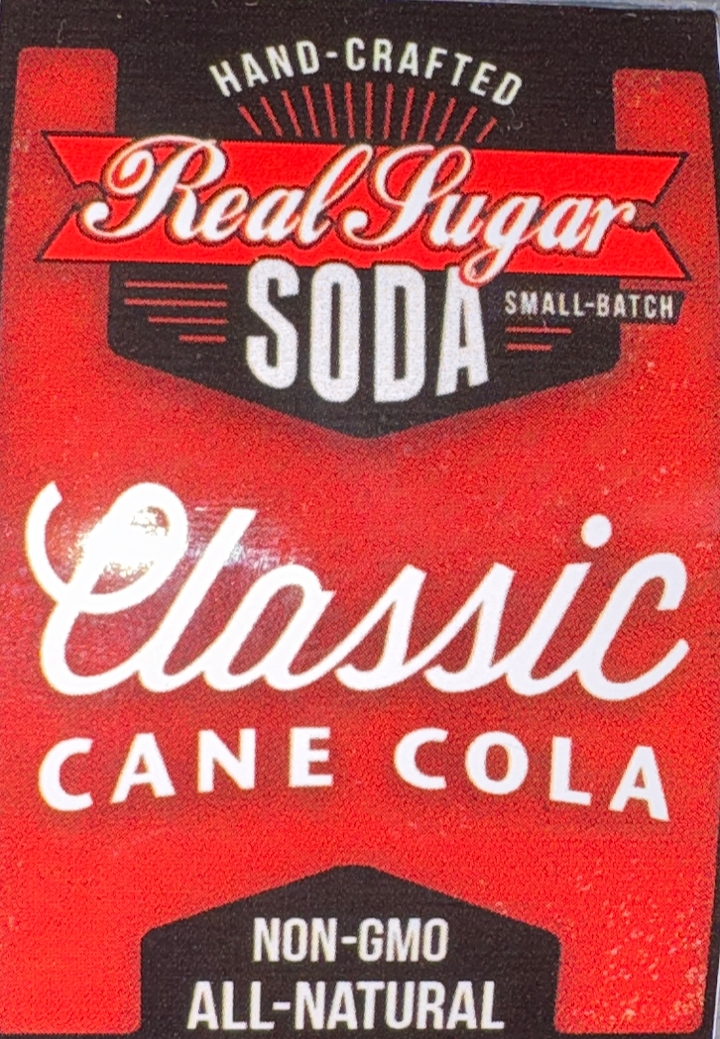 HAND-CRAFTED
Real Sugar
SODA
SMALL-BATCH
Classic
CANE COLA
NON-GMO
ALL-NATURAL